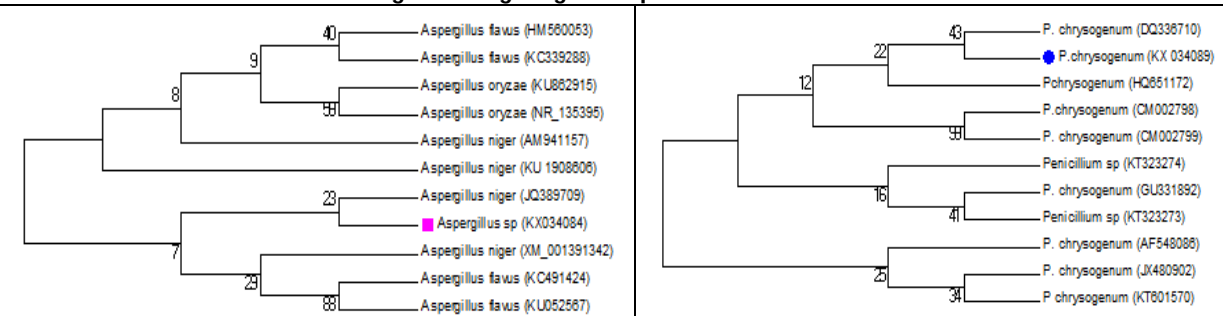 40
Aspergillus flavus (HM560053)
Aspergillus flavus (KC339288)
9
Aspergillus oryzae (KU862915)
8
59
Aspergillus oryzae (NR_135395)
Aspergillus niger (AM941157)
Aspergillus niger (KU 1908606)
23
Aspergillus niger (JQ389709)
Aspergillus sp (KX034084)
7
Aspergillus niger (XM_001391342)
29
Aspergillus flavus (KC491424)
88
Aspergillus flavus (KU052567)
43
P. chrysogenum (DQ336710)
22
P.chrysogenum (KX 034089)
12
Pchrysogenum (HQ651172)
P.chrysogenum (CM002798)
99
P. chrysogenum (CM002799)
Penicillium sp (KT323274)
16
P. chrysogenum (GU331892)
41
Penicillium sp (KT323273)
P. chrysogenum (AF548086)
25
P. chrysogenum (JX480902)
34
P chrysogenum (KT601570)